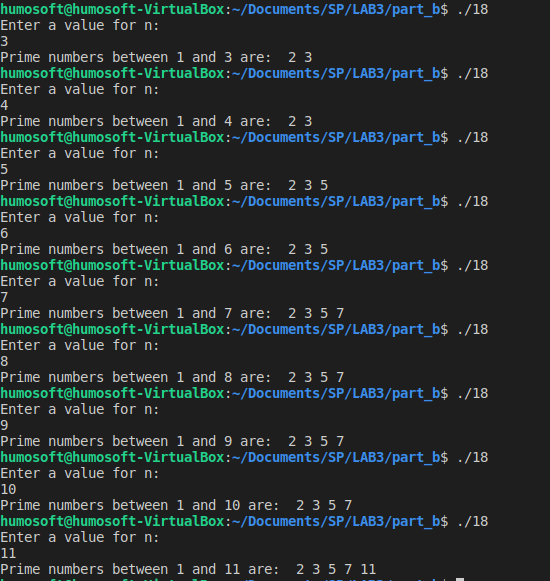 humosoft@humosoft-VirtualBox:~/Documents/SP/LAB3/part_b$ ./18
Enter a value for n:
3
Prime numbers between 1 and 3 are:  2 3
humosoft@humosoft-VirtualBox:~/Documents/SP/LAB3/part_b$ ./18
Enter a value for n:
4
Prime numbers between 1 and 4 are:  2 3
humosoft@humosoft-VirtualBox:~/Documents/SP/LAB3/part_b$ ./18
Enter a value for n:
5
Prime numbers between 1 and 5 are:  2 3 5
humosoft@humosoft-VirtualBox:~/Documents/SP/LAB3/part_b$ ./18
Enter a value for n:
6
Prime numbers between 1 and 6 are:  2 3 5
humosoft@humosoft-VirtualBox:~/Documents/SP/LAB3/part_b$ ./18
Enter a value for n:
7
Prime numbers between 1 and 7 are:  2 3 5 7
humosoft@humosoft-VirtualBox:~/Documents/SP/LAB3/part_b$ ./18
Enter a value for n:
8
Prime numbers between 1 and 8 are:  2 3 5 7
humosoft@humosoft-VirtualBox:~/Documents/SP/LAB3/part_b$ ./18
Enter a value for n:
9
Prime numbers between 1 and 9 are:  2 3 5 7
humosoft@humosoft-VirtualBox:~/Documents/SP/LAB3/part_b$ ./18
Enter a value for n:
10
Prime numbers between 1 and 10 are:  2 3 5 7
humosoft@humosoft-VirtualBox:~/Documents/SP/LAB3/part_b$ ./18
Enter a value for n:
11
Prime numbers between 1 and 11 are:  2 3 5 7 11